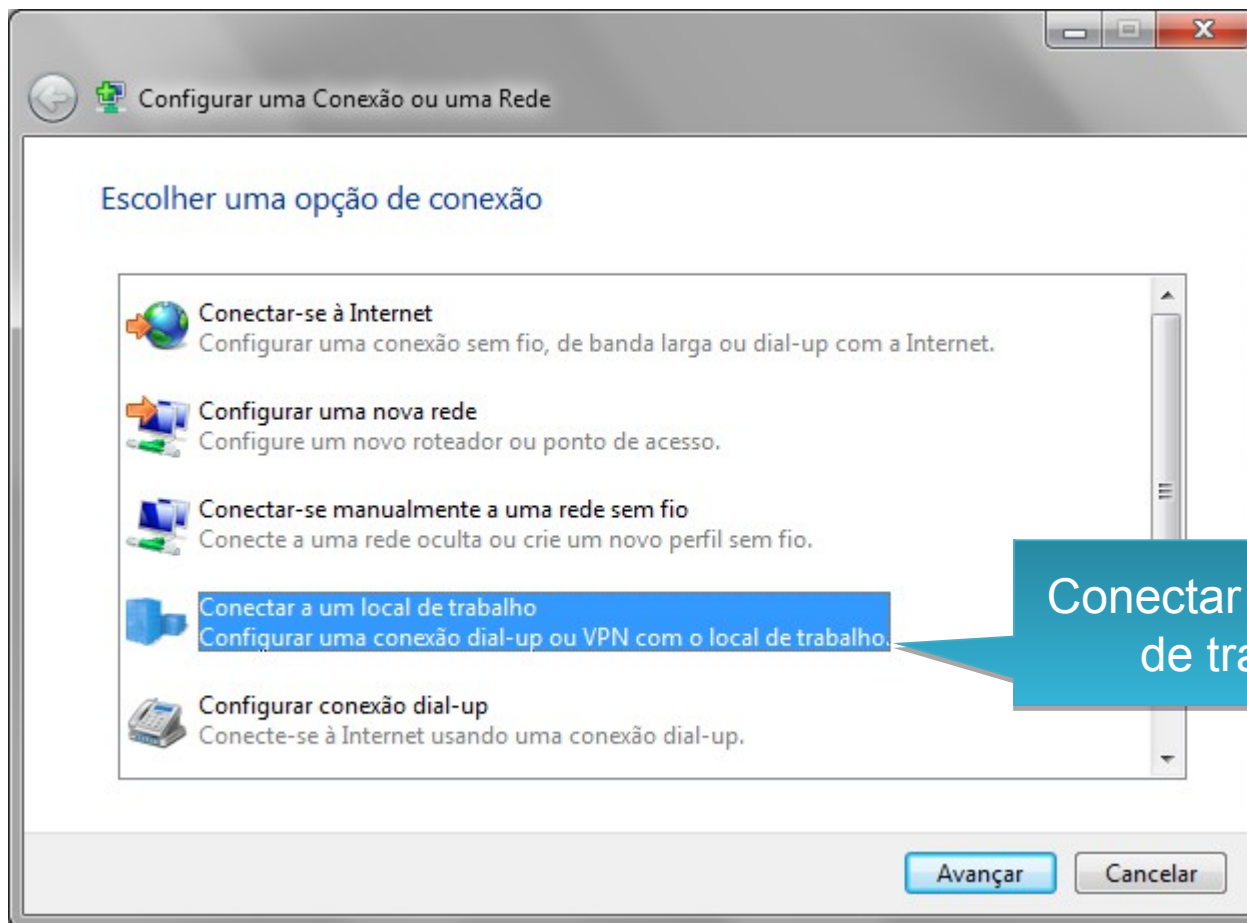 Configurar uma Conexão ou uma Rede
Escolher uma opção de conexão
Conectar-se à Internet
Configurar uma conexão sem fio, de banda larga ou dial-up com a Internet.
Configurar uma nova rede
Configure um novo roteador ou ponto de acesso.
Conectar-se manualmente a uma rede sem fio
Conecte a uma rede oculta ou crie um novo perfil sem fio.
Conectar a um local de trabalho
Configurar uma conexão dial-up ou VPN com o local de trabalho.
Conectar
de tra
Configurar conexão dial-up
Conecte-se à Internet usando uma conexão dial-up.
Avançar
Cancelar